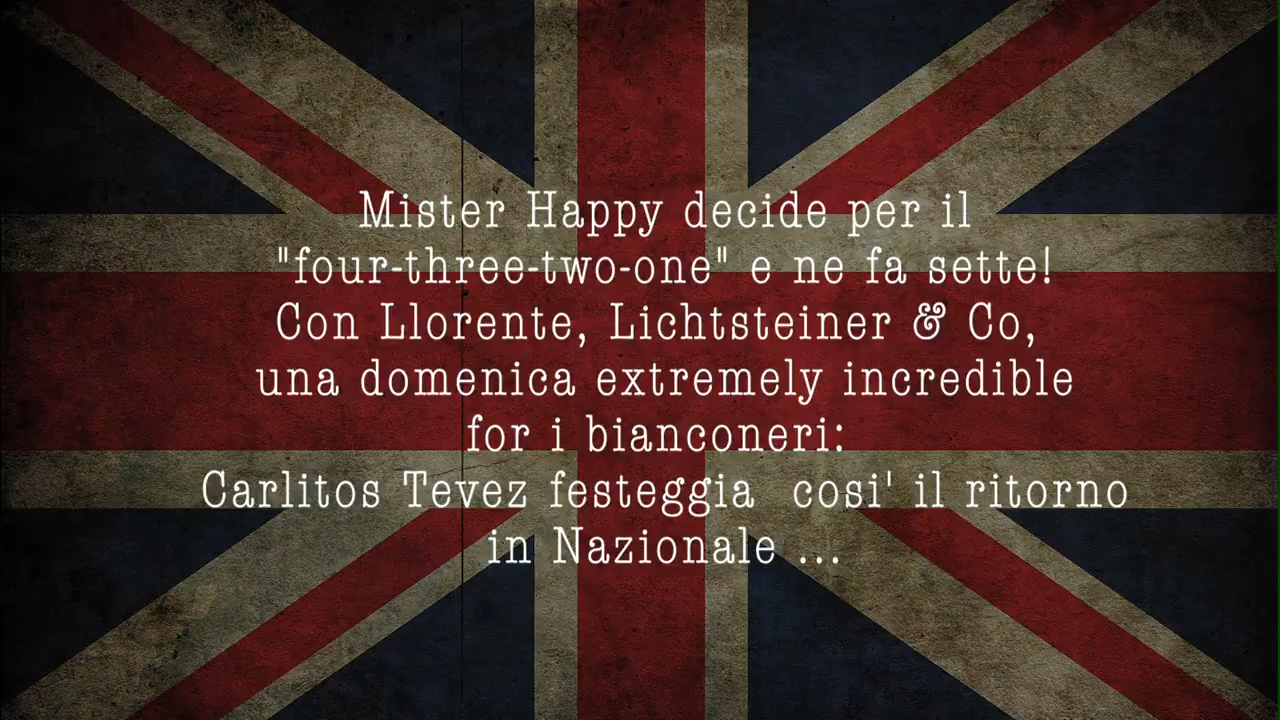 Mister Happy decide per il
"four-three-two-one" e ne fa sette!
Con Llorente, Lichtsteiner & Co,
una domenica extremely incredible
for i bianconeri:
Carlitos Tevez festeggia  cosi' il ritorno
in Nazionale ...